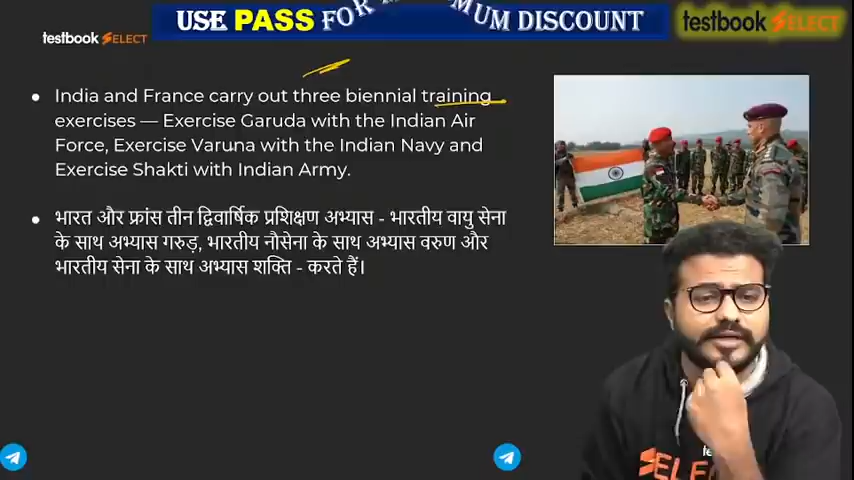 USE PASS FOR MAXIMUM DISCOUNT
testbook SELECT
testbook SELECT
India and France carry out three biennial training
exercises — Exercise Garuda with the Indian Air
Force, Exercise Varuna with the Indian Navy and
Exercise Shakti with Indian Army.
भारत और फ्रांस तीन द्विवार्षिक प्रशिक्षण अभ्यास - भारतीय वायु सेना
के साथ अभ्यास गरुड़, भारतीय नौसेना के साथ अभ्यास वरुण और
भारतीय सेना के साथ अभ्यास शक्ति - करते हैं।